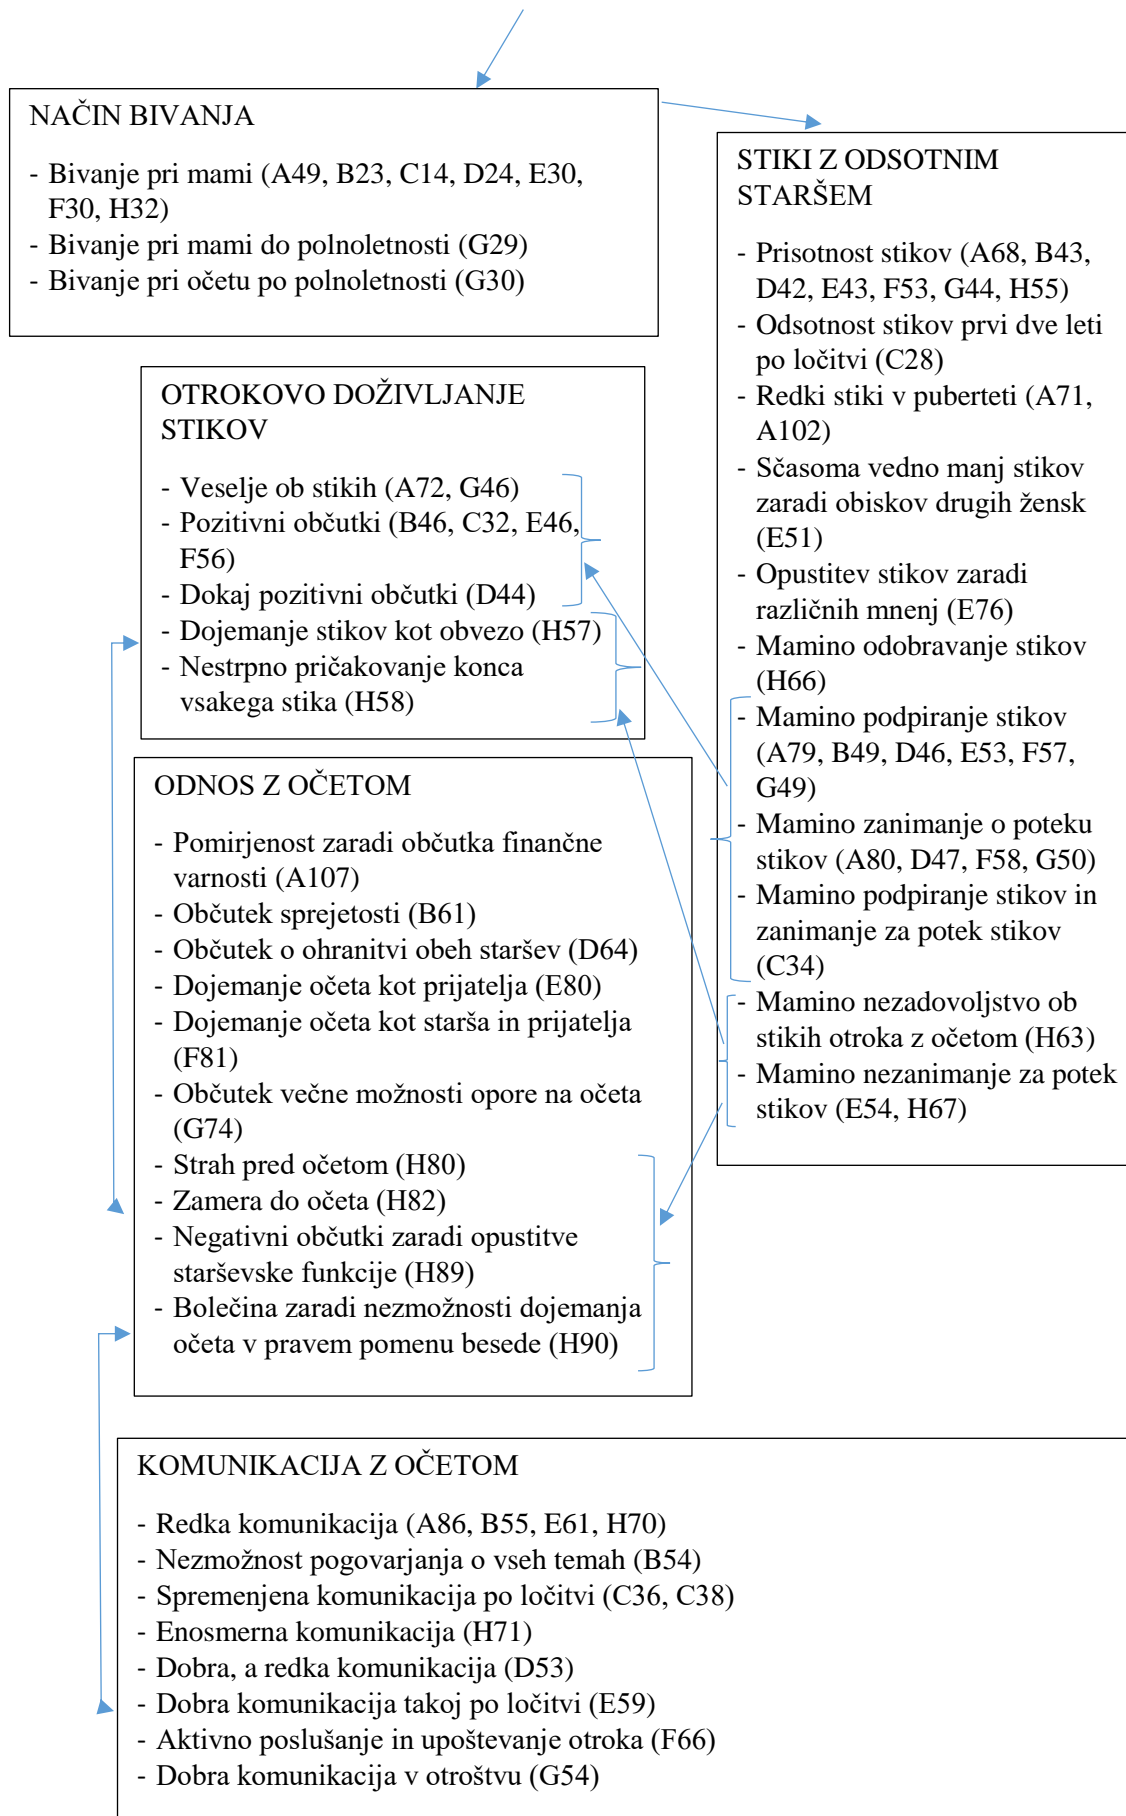 NAČIN BIVANJA
- Bivanje pri mami (A49, B23, C14, D24, E30,
F30, H32)
- Bivanje pri mami do polnoletnosti (G29)
- Bivanje pri očetu po polnoletnosti (G30)
STIKI Z ODSOTNIM
STARŠEM
- Prisotnost stikov (A68, B43,
D42, E43, F53, G44, H55)
- Odsotnost stikov prvi dve leti
po ločitvi (C28)
- Redki stiki v puberteti (A71,
A102)
- Sčasoma vedno manj stikov
zaradi obiskov drugih žensk
(E51)
- Opustitev stikov zaradi
različnih mnenj (E76)
- Mamino odobravanje stikov
(H66)
- Mamino podpiranje stikov
(A79, B49, D46, E53, F57,
G49)
- Mamino zanimanje o poteku
stikov (A80, D47, F58, G50)
- Mamino podpiranje stikov in
zanimanje za potek stikov
(C34)
- Mamino nezadovoljstvo ob
stikih otroka z očetom (H63)
- Mamino nezanimanje za potek
stikov (E54, H67)
OTROKOVO DOŽIVLJANJE
STIKOV
- Veselje ob stikih (A72, G46)
- Pozitivni občutki (B46, C32, E46,
F56)
- Dokaj pozitivni občutki (D44)
- Dojemanje stikov kot obvezo (H57)
- Nestrpno pričakovanje konca
vsakega stika (H58)
ODNOS Z OČETOM
- Pomirjenost zaradi občutka finančne
varnosti (A107)
- Občutek sprejetosti (B61)
- Občutek o ohranitvi obeh staršev (D64)
- Dojemanje očeta kot prijatelja (E80)
- Dojemanje očeta kot starša in prijatelja
(F81)
- Občutek večne možnosti opore na očeta
(G74)
- Strah pred očetom (H80)
- Zamera do očeta (H82)
- Negativni občutki zaradi opustitve
starševske funkcije (H89)
- Bolečina zaradi nezmožnosti dojemanja
očeta v pravem pomenu besede (H90)
KOMUNIKACIJA Z OČETOM
- Redka komunikacija (A86, B55, E61, H70)
- Nezmožnost pogovarjanja o vseh temah (B54)
- Spremenjena komunikacija po ločitvi (C36, C38)
- Enosmerna komunikacija (H71)
- Dobra, a redka komunikacija (D53)
- Dobra komunikacija takoj po ločitvi (E59)
- Aktivno poslušanje in upoštevanje otroka (F66)
- Dobra komunikacija v otroštvu (G54)